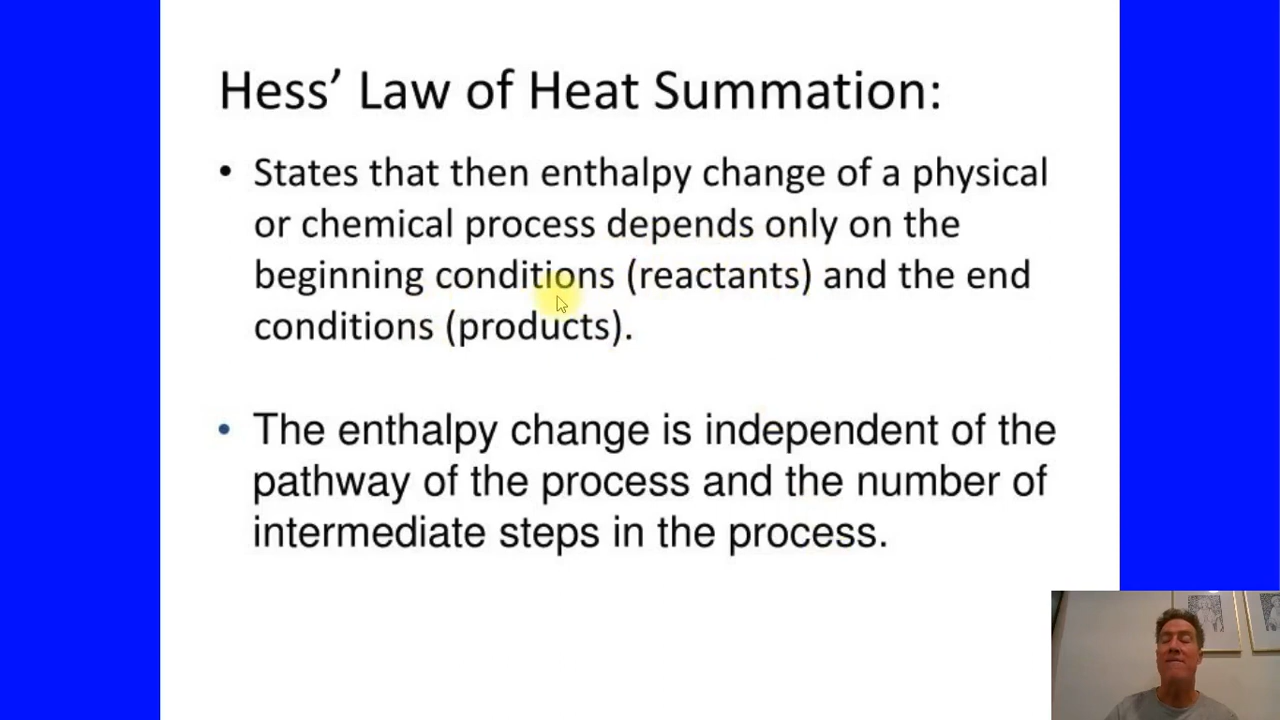 Hess’ Law of Heat Summation:
• States that then enthalpy change of a physical
or chemical process depends only on the
beginning conditions (reactants) and the end
conditions (products).
• The enthalpy change is independent of the
pathway of the process and the number of
intermediate steps in the process.